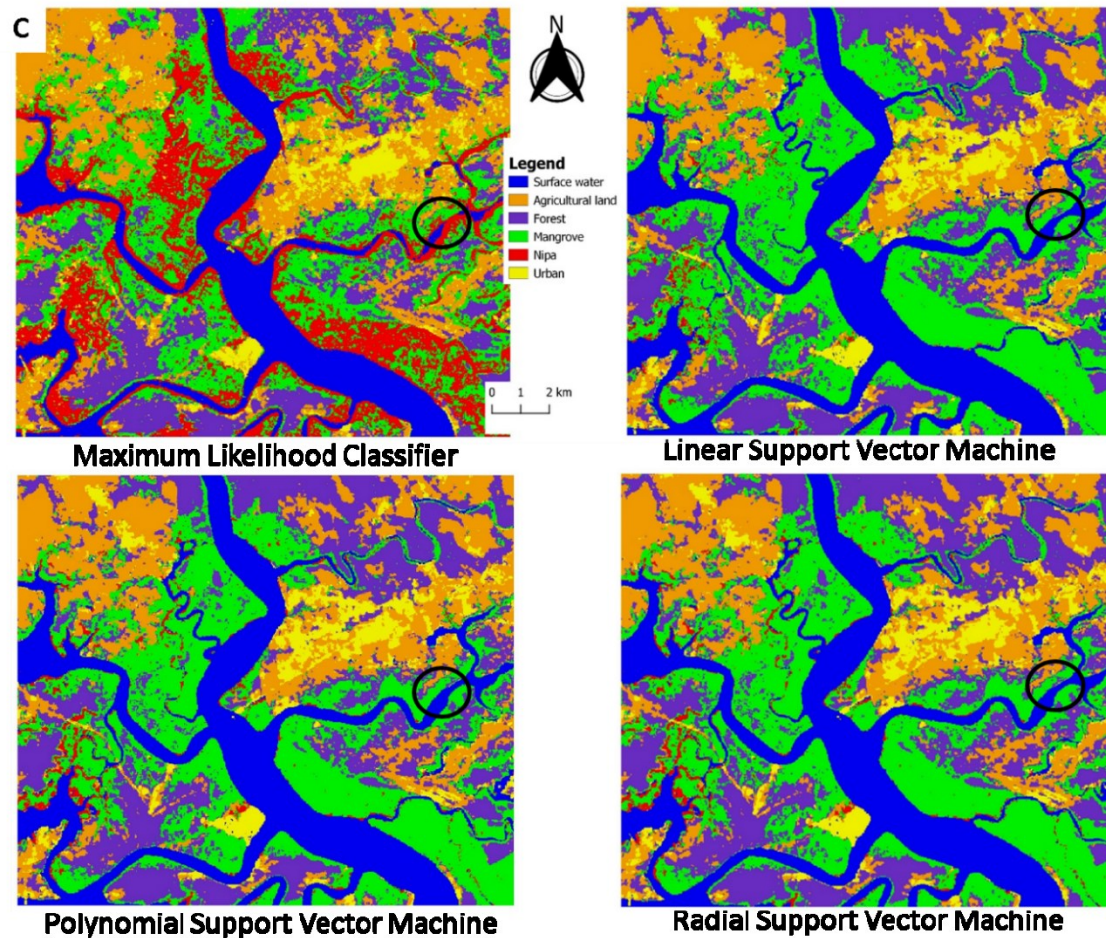 C
N
Legend
Surface water
Agricultural land
Forest
Mangrove
Nipa
Urban
0 1 2 km
Maximum Likelihood Classifier
Linear Support Vector Machine
Polynomial Support Vector Machine
Radial Support Vector Machine